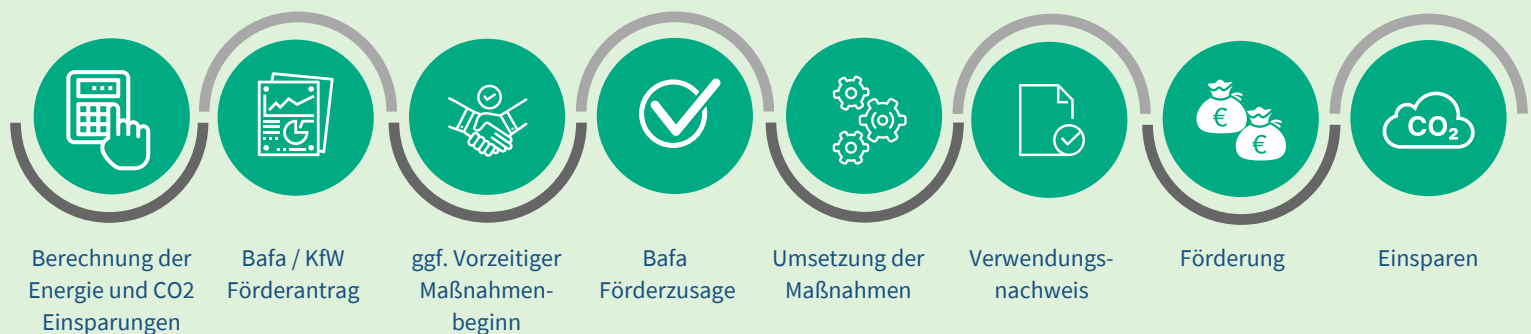 €
€
CO₂
Berechnung der
Energie und CO2
Einsparungen
Bafa / KfW
Förderantrag
ggf. Vorzeitiger
Maßnahmen-
beginn
Bafa
Förderzusage
Umsetzung der
Maßnahmen
Verwendungs-
nachweis
Förderung
Einsparen